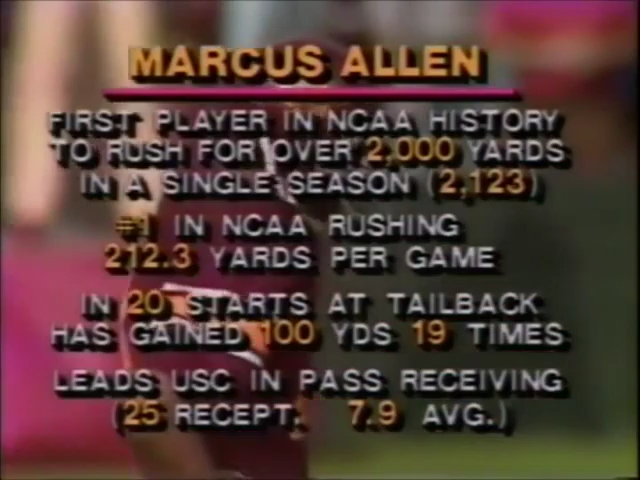 MARCUS ALLEN
FIRST PLAYER IN NCAA HISTORY
TO RUSH FOR OVER 2,000 YARDS
IN A SINGLE SEASON (2,123)
#1 IN NCAA RUSHING
212.3 YARDS PER GAME
IN 20 STARTS AT TAILBACK
HAS GAINED 100 YDS 19 TIMES
LEADS USC IN PASS RECEIVING
(25 RECEPT. 7.9 AVG.)